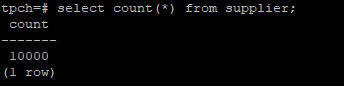 tpch=# select count(*) from supplier;
count
-------
10000
(1 row)